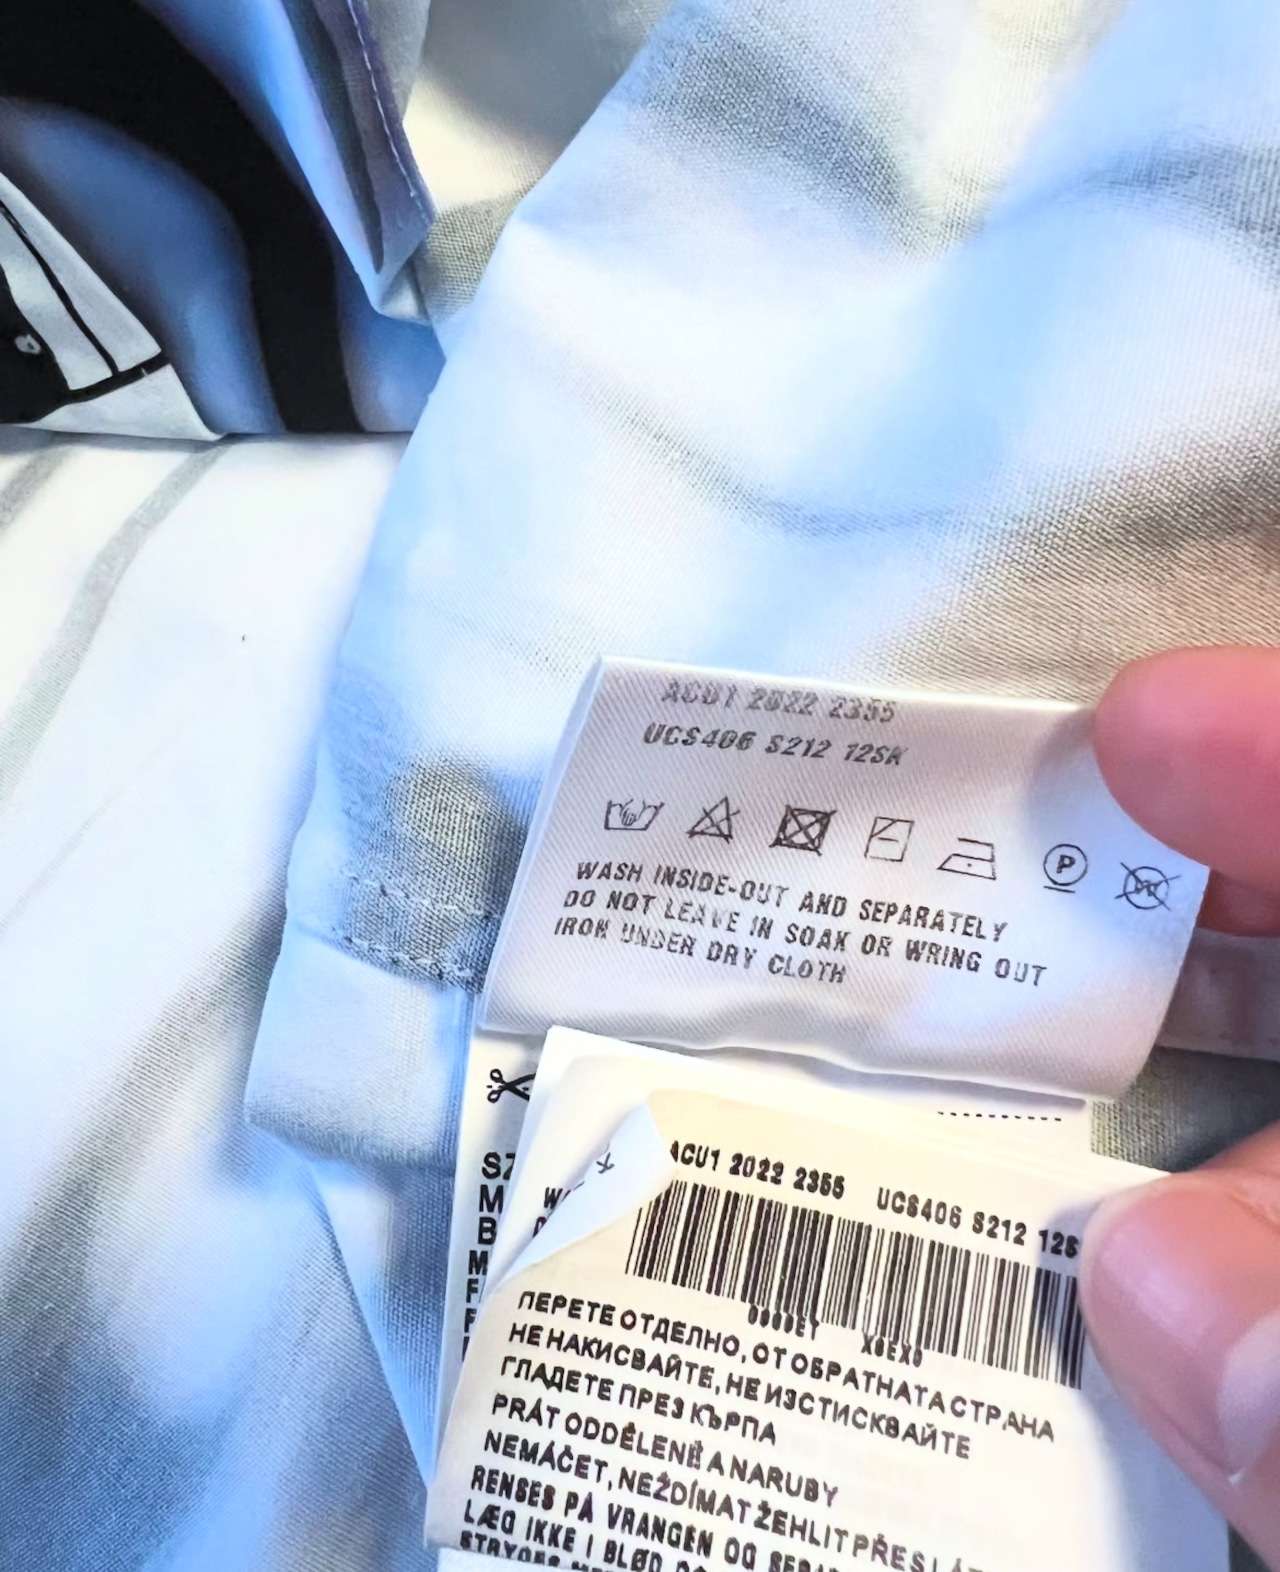 ACU1 2022 2355
UCS406 S212 12SK
P
WASH INSIDE-OUT AND SEPARATELY
DO NOT LEAVE IN SOAK OR WRING OUT
IRON UNDER DRY CLOTH
ACU1 2022 2355 UCS406 S212 12S
ПЕРЕТЕ ОТДЕЛНО, ОТ ОБРАТНАТА СТРАНА
НЕ НАКИСВАЙТЕ, НЕ ИЗСТИСКВАЙТЕ
ГЛАДЕТЕ ПРЕЗ КЪРПА
PRÁT ODDĚLENĚ A NARUBY
NEMÁČET, NEŽDÍMAT ŽEHLIT PŘES
RENSES PÅ VRANGEN OG
LÆG IKKE I BLØD